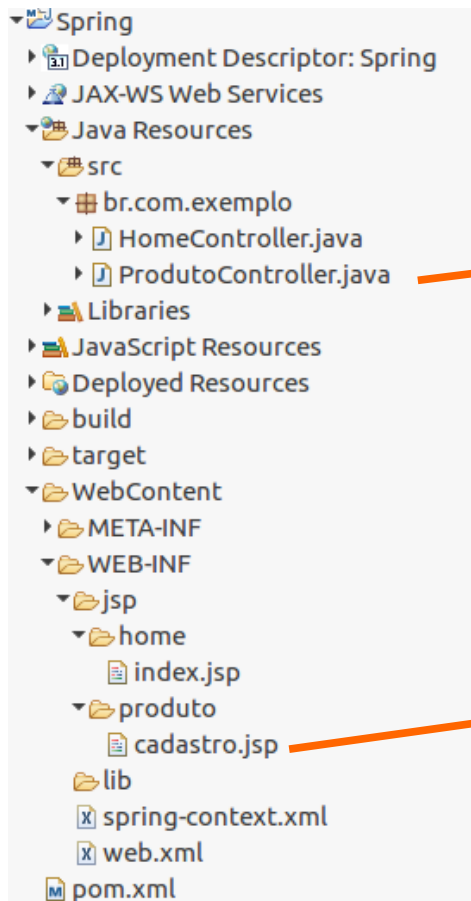 Spring
Deployment Descriptor: Spring
JAX-WS Web Services
Java Resources
src
br.com.exemplo
HomeController.java
ProdutoController.java
Libraries
JavaScript Resources
Deployed Resources
build
target
WebContent
META-INF
WEB-INF
jsp
home
index.jsp
produto
cadastro.jsp
lib
spring-context.xml
web.xml
pom.xml